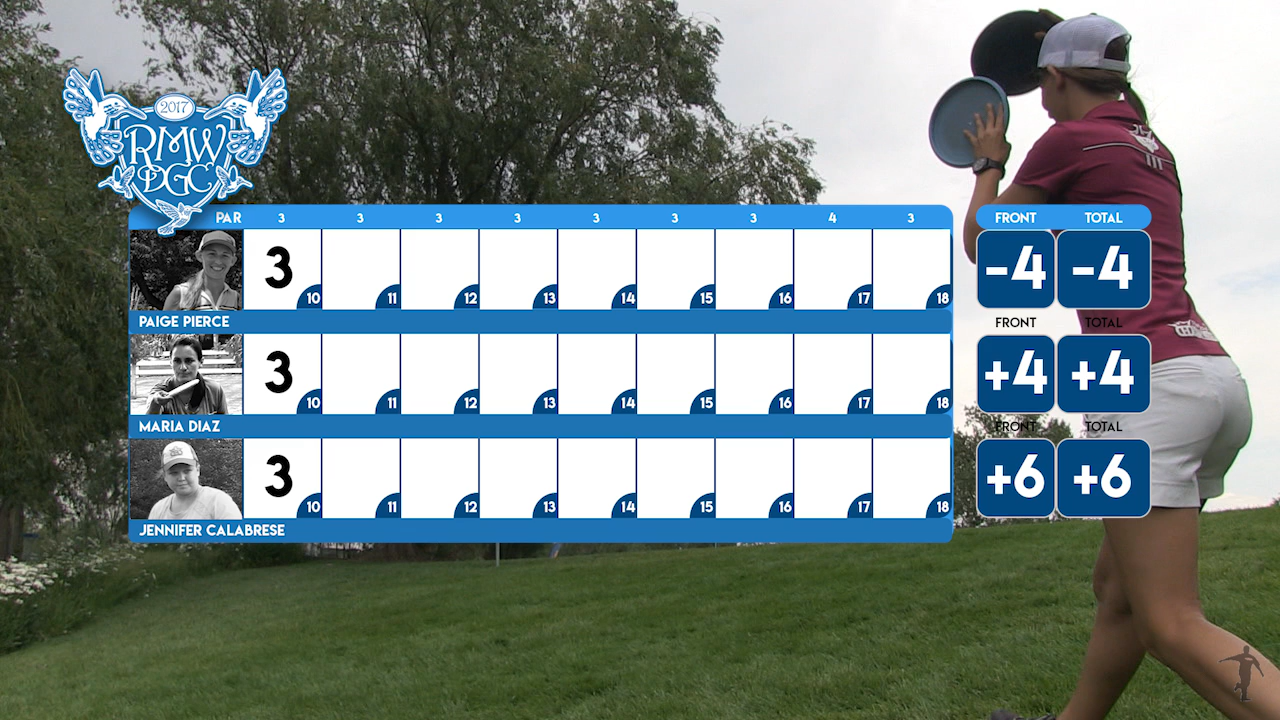 2017
RMW
DGC
PAR 3 3 3 3 3 3 3 4 3 FRONT TOTAL
3 10 11 12 13 14 15 16 17 18 -4 -4
PAIGE PIERCE FRONT TOTAL
3 10 11 12 13 14 15 16 17 18 +4 +4
MARIA DIAZ FRONT TOTAL
3 10 11 12 13 14 15 16 17 18 +6 +6
JENNIFER CALABRESE